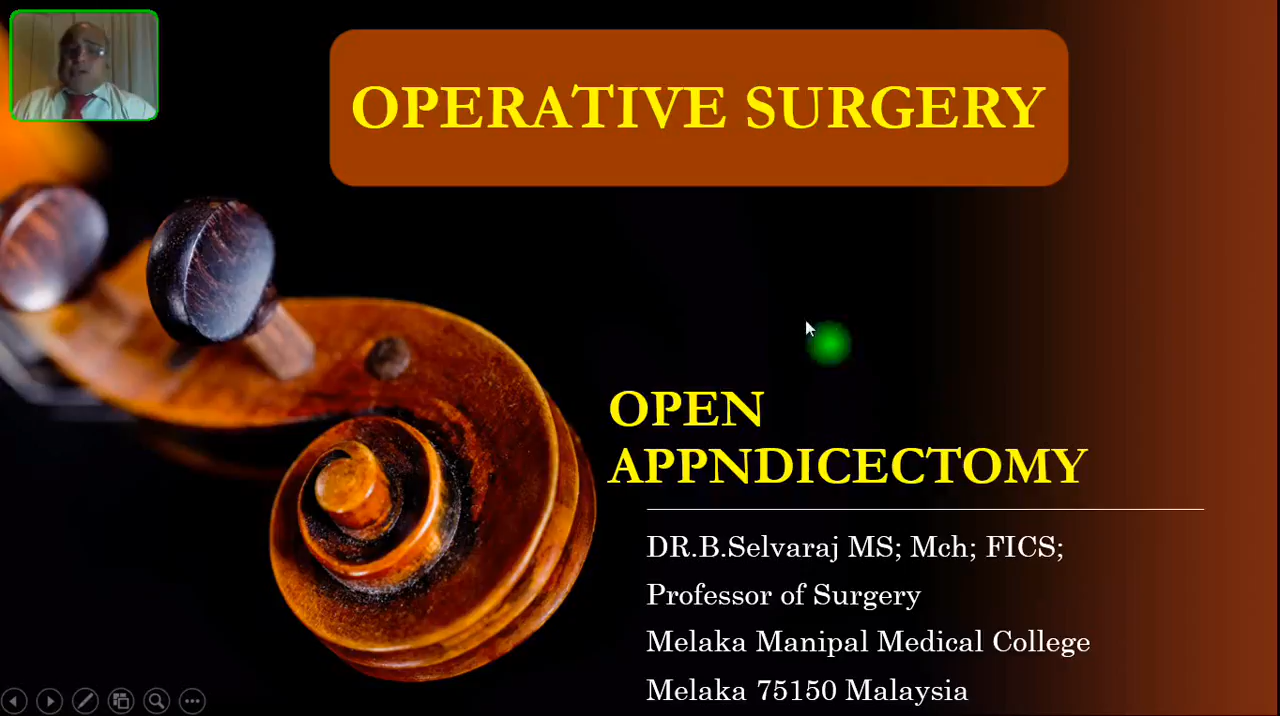 OPERATIVE SURGERY
OPEN
APPNDICECTOMY
DR.B.Selvaraj MS; Mch; FICS;
Professor of Surgery
Melaka Manipal Medical College
Melaka 75150 Malaysia